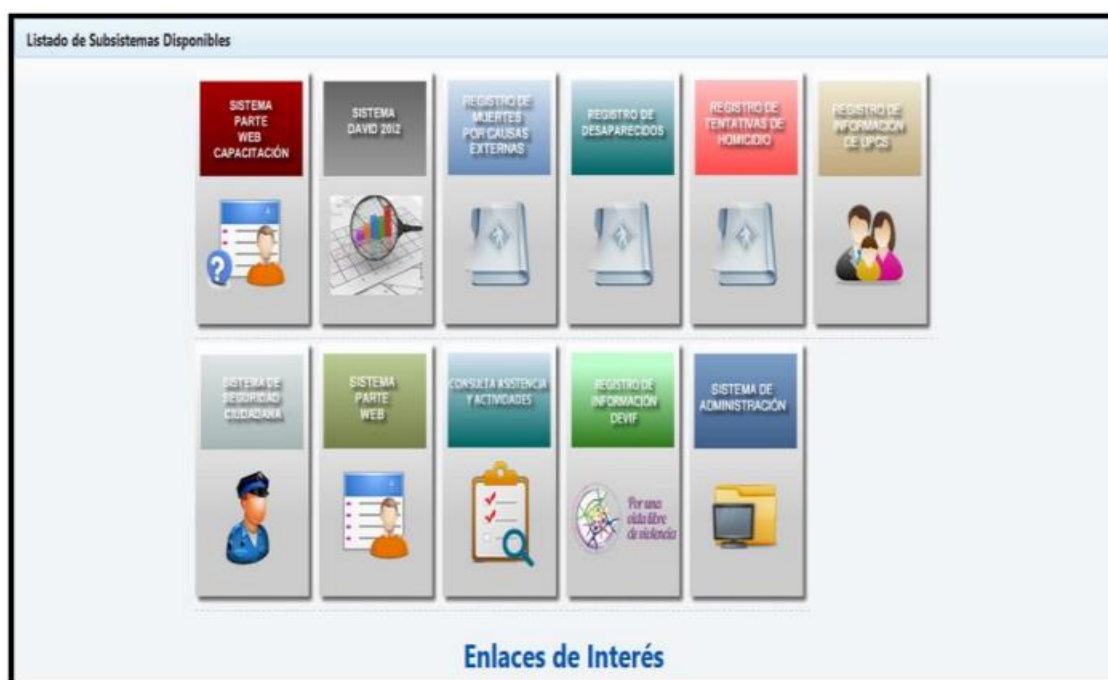 Listado de Subsistemas Disponibles
SISTEMA
PARTE
WEB
CAPACITACIÓN
SISTEMA
DAVID 2012
REGISTRO DE
MUERTES
POR CAUSAS
EXTERNAS
REGISTRO DE
DESAPARECIDOS
REGISTRO DE
TENTATIVAS DE
HOMICIDIO
REGISTRO DE
INFORMACIÓN
DE UPCS
?
SISTEMA DE
SEGURIDAD
CIUDADANA
SISTEMA
PARTE
WEB
CONSULTA ASISTENCIA
Y ACTIVIDADES
REGISTRO DE
INFORMACIÓN
DEVIF
SISTEMA DE
ADMINISTRACIÓN
Por una
vida libre
de violencia
Enlaces de Interés